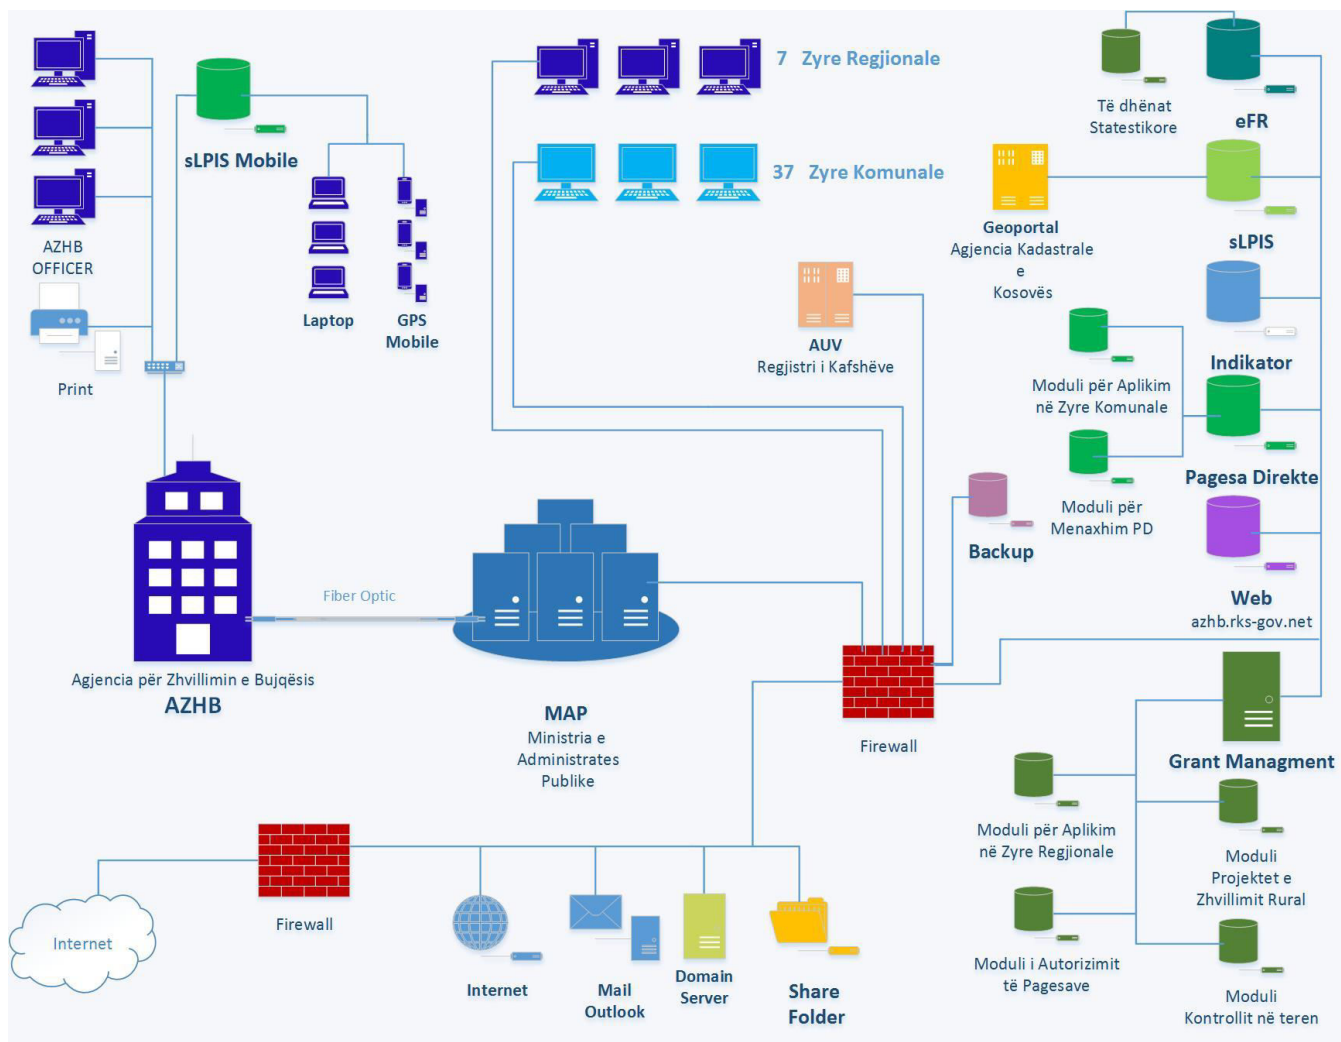 7 Zyre Regjionale
37 Zyre Komunale
sLPIS Mobile
AZHB
OFFICER
Print
Laptop
GPS
Mobile
Të dhënat
Statestikore
eFR
Geoportal
Agjencia Kadastrale
e
Kosovës
sLPIS
AUV
Regjistri i Kafshëve
Indikator
Moduli për Aplikim
në Zyre Komunale
Pagesa Direkte
Moduli për
Menaxhim PD
Backup
Web
azhb.rks-gov.net
Fiber Optic
Agjencia për Zhvillimin e Bujqësis
AZHB
MAP
Ministria e
Administrates
Publike
Firewall
Grant Managment
Moduli për Aplikim
në Zyre Regjionale
Moduli
Projektet e
Zhvillimit Rural
Moduli i Autorizimit
të Pagesave
Moduli
Kontrollit në teren
Firewall
Internet
Internet
Mail
Outlook
Domain
Server
Share
Folder